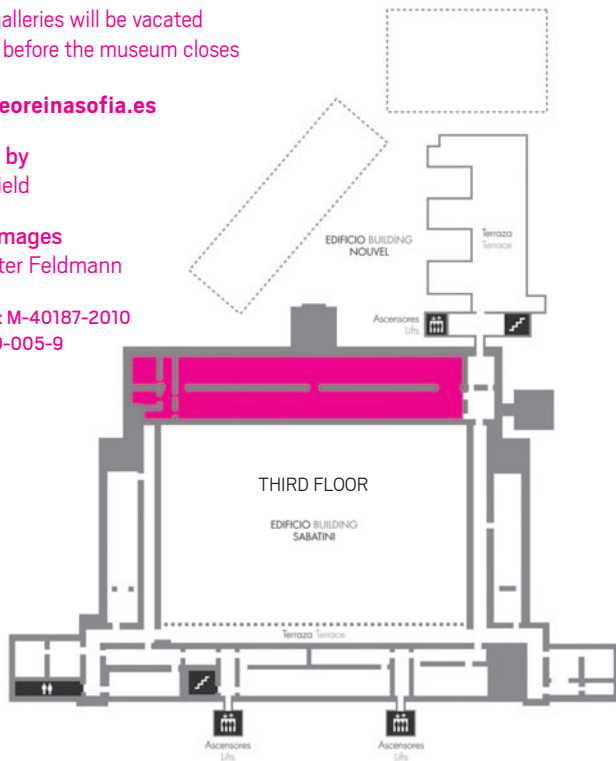 galleries will be vacated
before the museum closes
eoreinasofia.es
by
ield
mages
ter Feldmann
: M-40187-2010
-005-9
EDIFICIO BUILDING
NOUVEL
Terraza
Terrace
Ascensores
Lifts
THIRD FLOOR
EDIFICIO BUILDING
SABATINI
Terraza Terrace
Ascensores
Lifts
Ascensores
Lifts